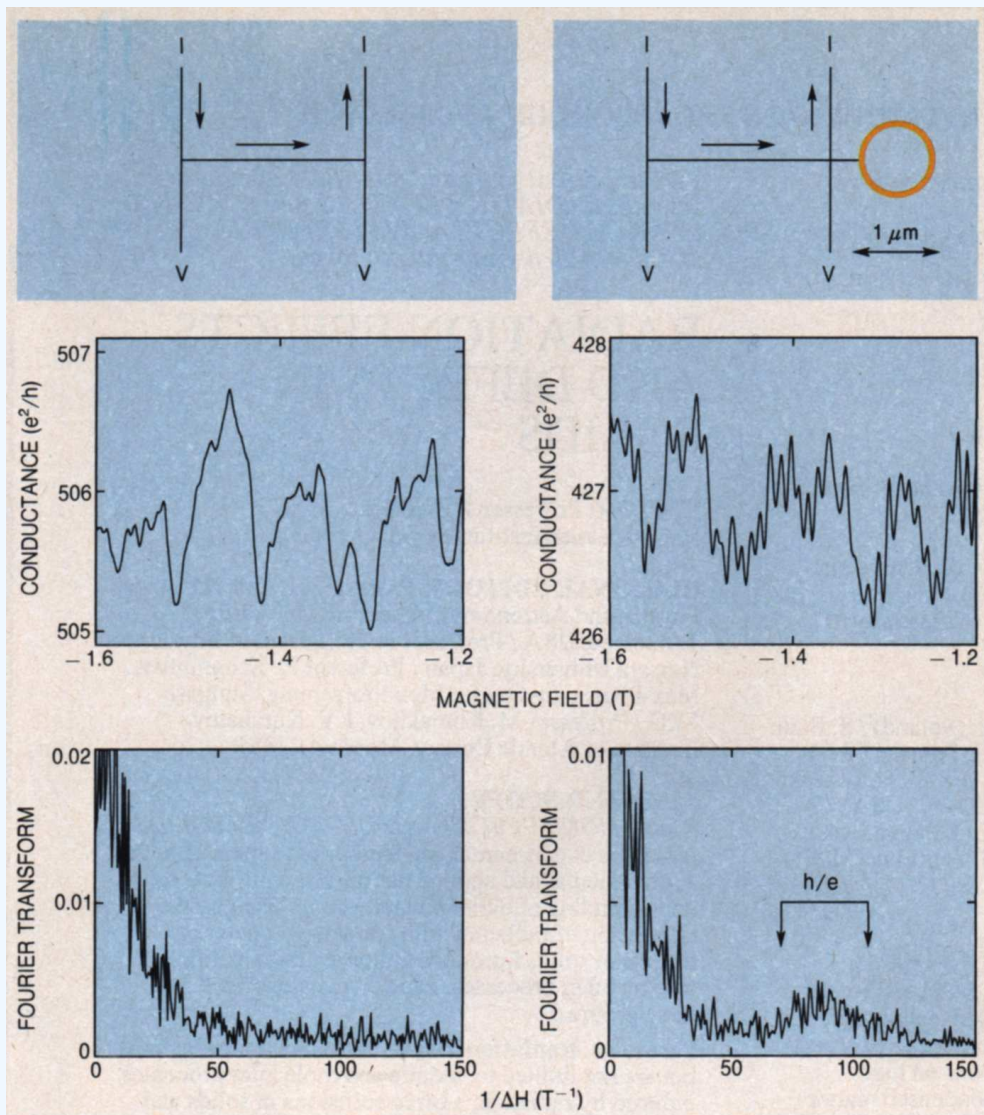 I I
V V
I I
1 μm
V V
507
506
505
CONDUCTANCE (e²/h)
−1.6 −1.4 −1.2
428
427
426
CONDUCTANCE (e²/h)
−1.6 −1.4 −1.2
MAGNETIC FIELD (T)
0.02
0.01
0
FOURIER TRANSFORM
0 50 100 150
0.01
0.005
0
FOURIER TRANSFORM
h/e
0 50 100 150
1/ΔH (T⁻¹)